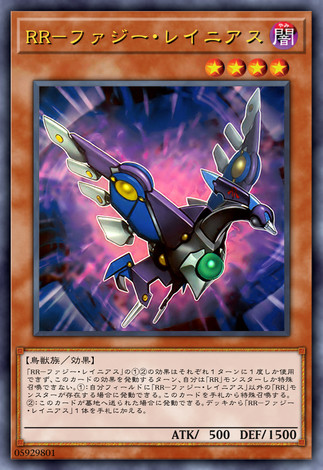 RR-ファジー・レイニアス
闇
やみ
【鳥獣族／効果】
「RR-ファジー・レイニアス」の①②の効果はそれぞれ１ターンに１度しか使用
できず、このカードの効果を発動するターン、自分は「RR」モンスターしか特殊
召喚できない。①：自分フィールドに「RR-ファジー・レイニアス」以外の「RR」モ
ンスターが存在する場合に発動できる。このカードを手札から特殊召喚する。
②：このカードが墓地へ送られた場合に発動できる。デッキから「RR-ファジー
・レイニアス」１体を手札に加える。
ATK/ 500 DEF/1500
05929801